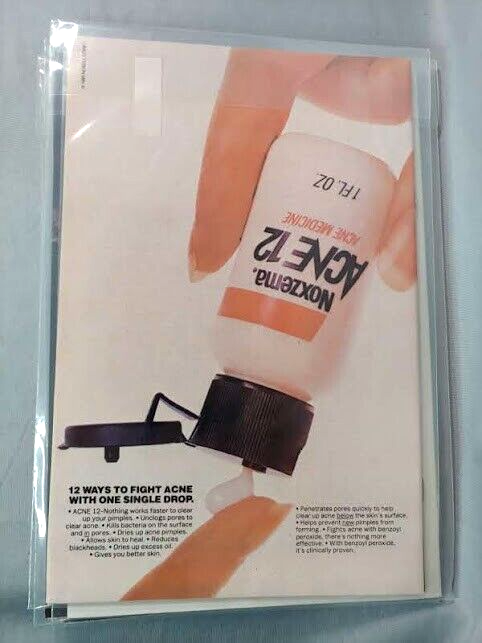 1 FL. OZ.
ACNE MEDICINE
ACNE 12
Noxzema.
12 WAYS TO FIGHT ACNE
WITH ONE SINGLE DROP.
• ACNE 12–Nothing works faster to clear
up your pimples. • Unclogs pores to
clear acne. • Kills bacteria on the surface
and in pores. • Dries up acne pimples.
• Allows skin to heal. • Reduces
blackheads. • Dries up excess oil.
• Gives you better skin.
• Penetrates pores quickly to help
clear up acne below the skin's surface.
• Helps prevent new pimples from
forming. • Fights acne with benzoyl
peroxide, there's nothing more
effective. • With benzoyl peroxide,
it's clinically proven.